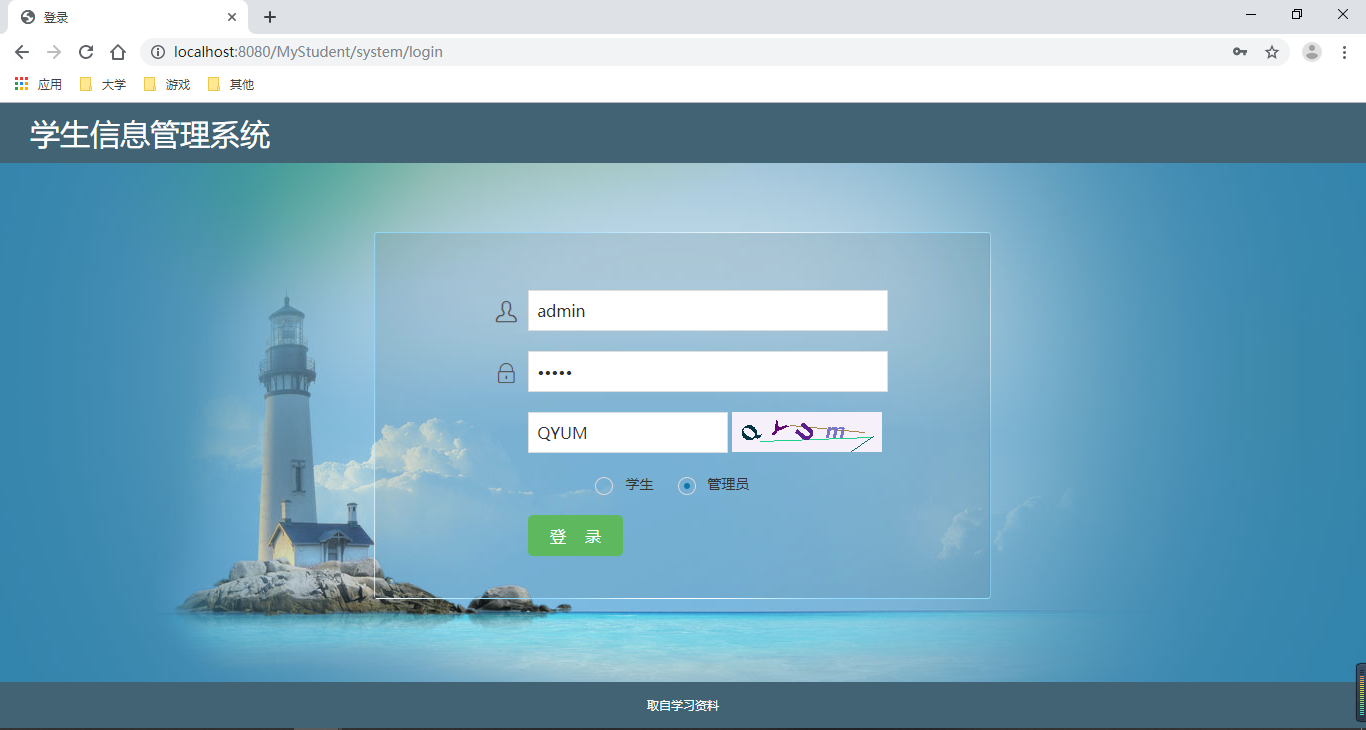 登录
localhost:8080/MyStudent/system/login
应用 大学 游戏 其他
学生信息管理系统
admin
•••••
QYUM QYUm
学生 管理员
登 录
取自学习资料